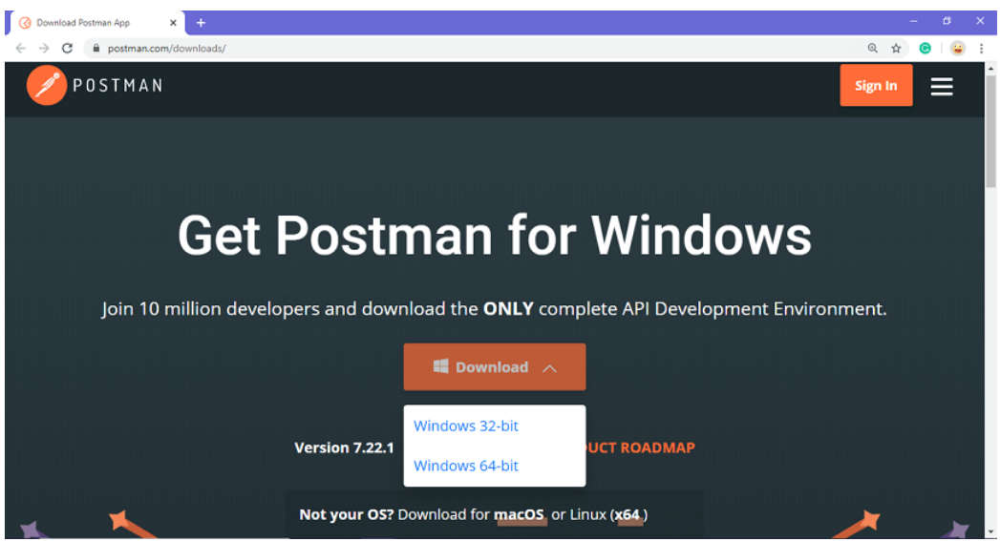 Download Postman App
postman.com/downloads/
POSTMAN
Sign In
Get Postman for Windows
Join 10 million developers and download the ONLY complete API Development Environment.
Download
Windows 32-bit
Version 7.22.1 UCT ROADMAP
Windows 64-bit
Not your OS? Download for macOS or Linux (x64)